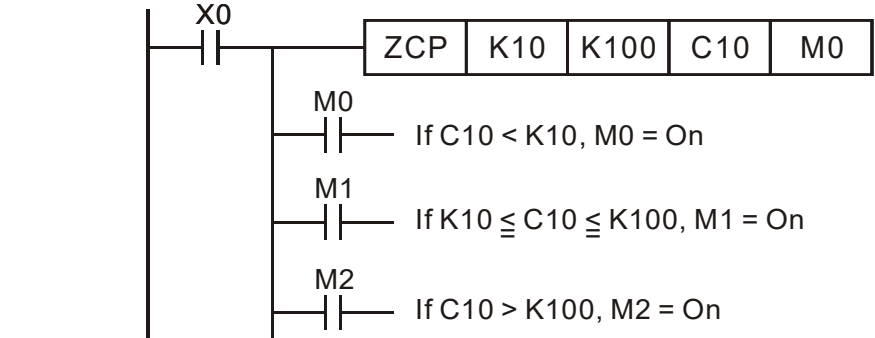 X0
ZCP K10 K100 C10 M0
M0
If C10 < K10, M0 = On
M1
If K10 ≦ C10 ≦ K100, M1 = On
M2
If C10 > K100, M2 = On